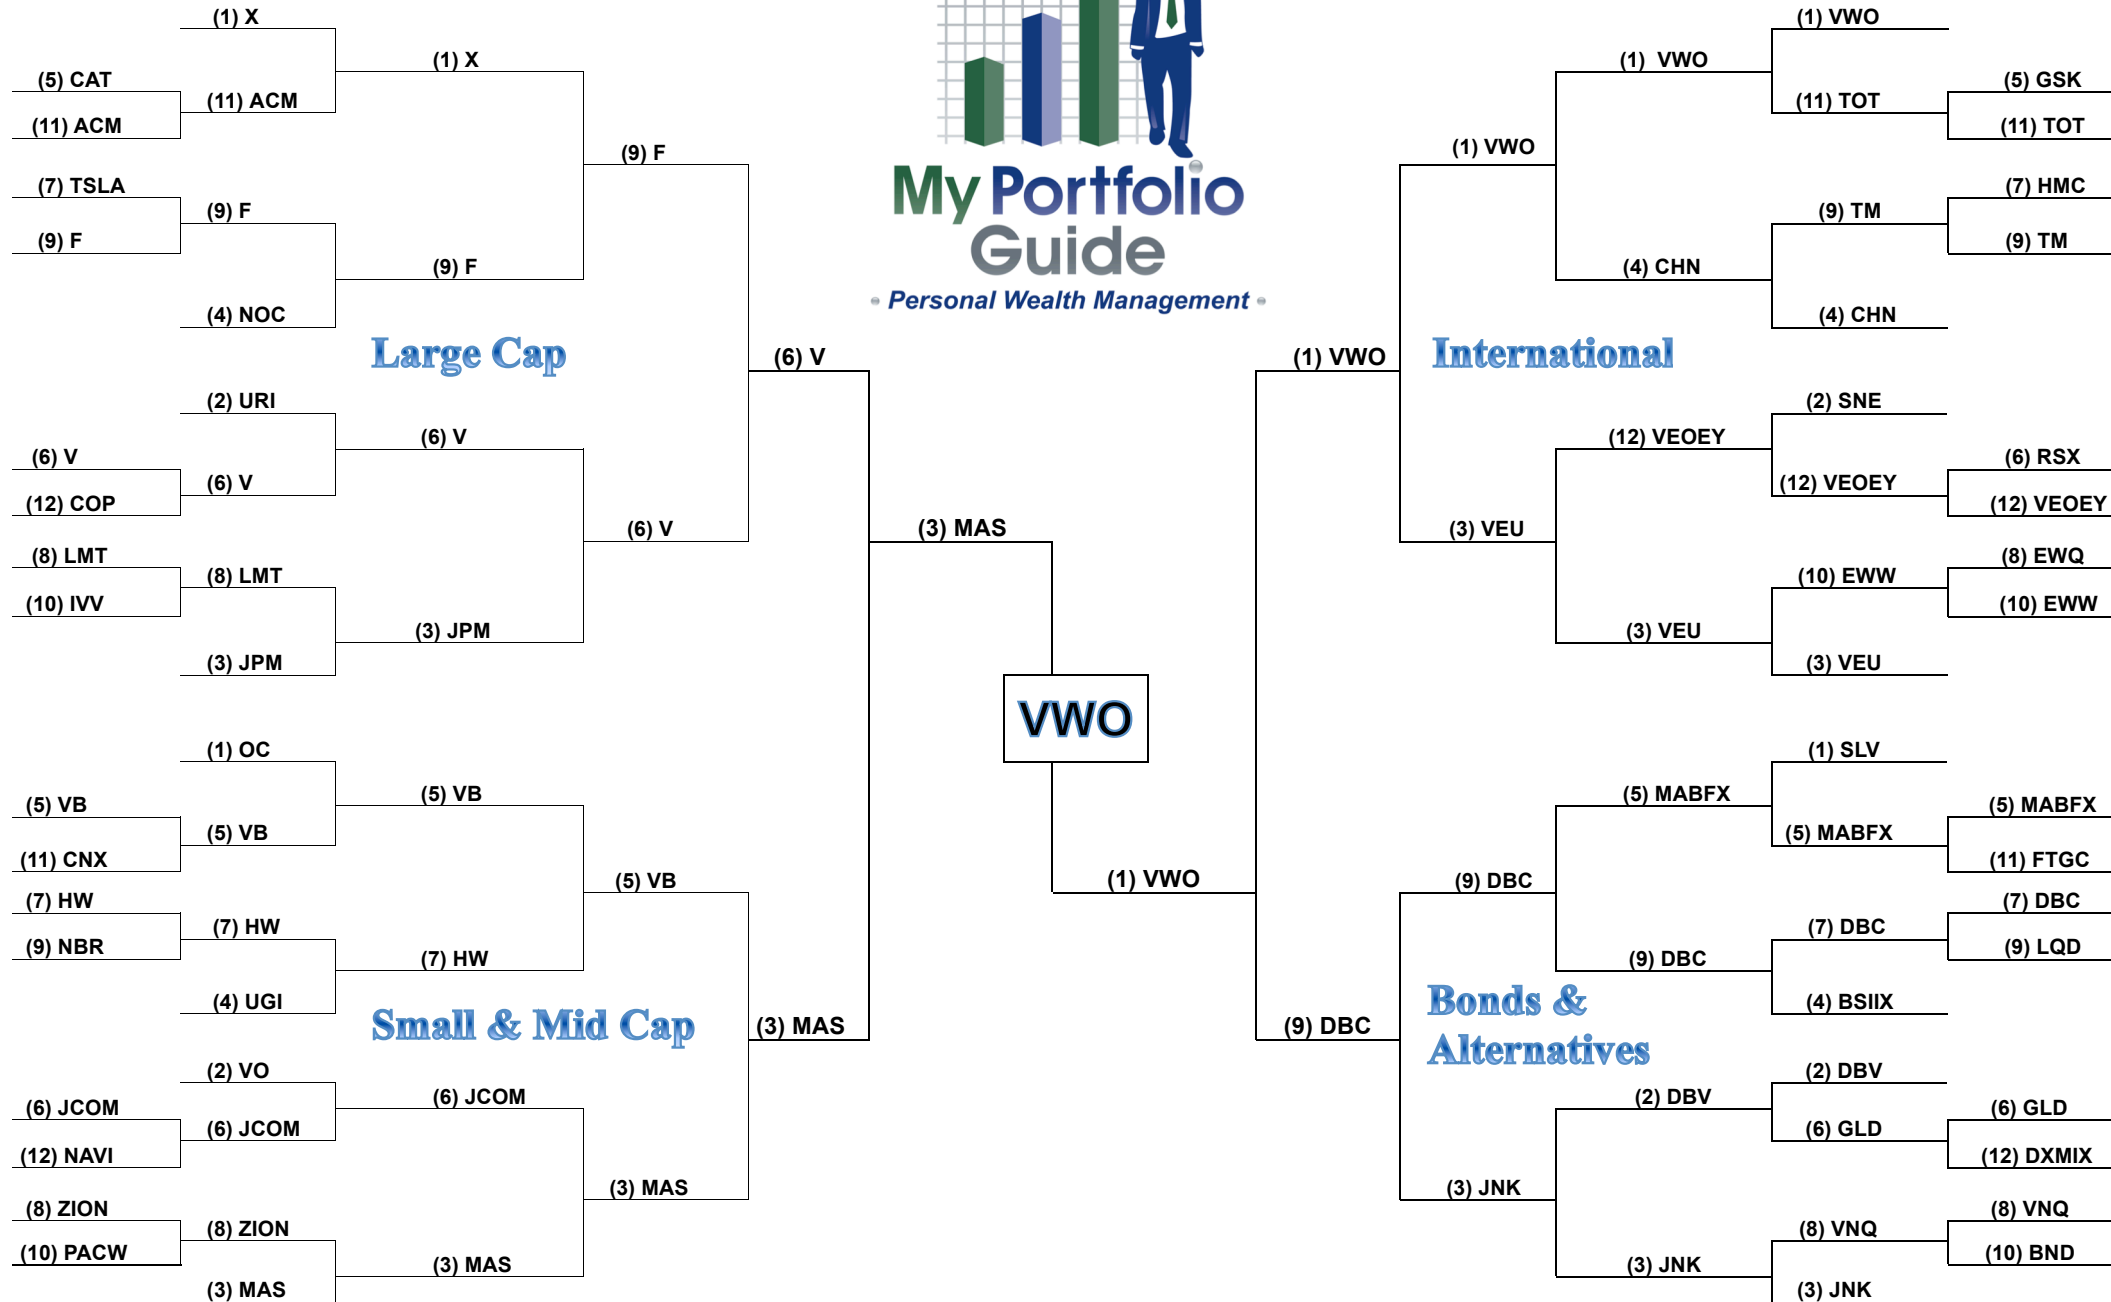 (1) X
(5) CAT
(11) ACM
(11) ACM
(1) X
(7) TSLA
(9) F
(9) F
(4) NOC
(9) F
(9) F
Large Cap
(2) URI
(6) V
(12) COP
(6) V
(6) V
(8) LMT
(10) IVV
(8) LMT
(3) JPM
(3) JPM
(6) V
(6) V
(1) OC
(5) VB
(11) CNX
(5) VB
(5) VB
(7) HW
(9) NBR
(7) HW
(4) UGI
(7) HW
(5) VB
Small & Mid Cap
(2) VO
(6) JCOM
(12) NAVI
(6) JCOM
(6) JCOM
(8) ZION
(10) PACW
(8) ZION
(3) MAS
(3) MAS
(3) MAS
(3) MAS
(3) MAS
My Portfolio
Guide
Personal Wealth Management
VWO
(1) VWO
(1) VWO
(1) VWO
(1) VWO
(1) VWO
(11) TOT
(5) GSK
(11) TOT
(4) CHN
(9) TM
(7) HMC
(9) TM
(4) CHN
International
(3) VEU
(12) VEOEY
(2) SNE
(12) VEOEY
(6) RSX
(12) VEOEY
(3) VEU
(10) EWW
(8) EWQ
(10) EWW
(3) VEU
(9) DBC
(9) DBC
(5) MABFX
(1) SLV
(5) MABFX
(5) MABFX
(11) FTGC
(9) DBC
(7) DBC
(7) DBC
(9) LQD
(4) BSIIX
Bonds &
Alternatives
(3) JNK
(2) DBV
(2) DBV
(6) GLD
(6) GLD
(12) DXMIX
(3) JNK
(8) VNQ
(8) VNQ
(10) BND
(3) JNK